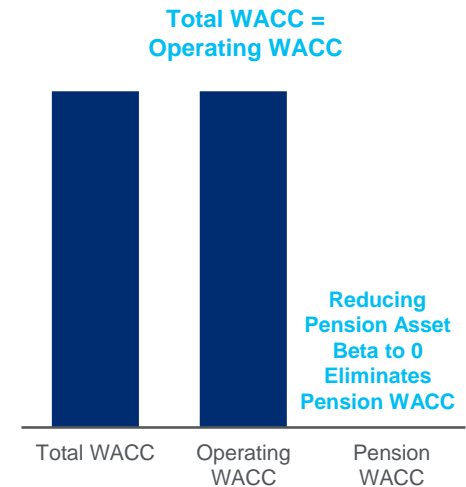 Total WACC =
Operating WACC
Reducing
Pension Asset
Beta to 0
Eliminates
Pension WACC
Total WACC
Operating
WACC
Pension
WACC